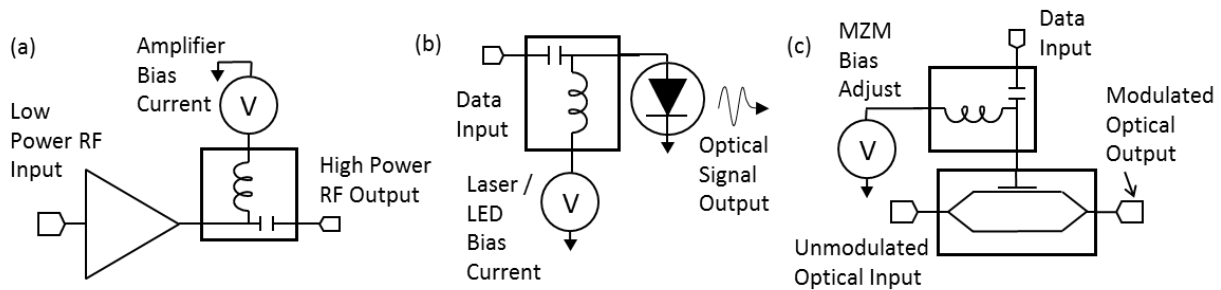 (a)
Amplifier
Bias
Current
V
Low
Power RF
Input
High Power
RF Output
(b)
Data
Input
Laser /
LED
Bias
Current
V
Optical
Signal
Output
(c)
MZM
Bias
Adjust
V
Data
Input
Modulated
Optical
Output
Unmodulated
Optical Input